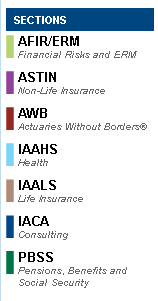 SECTIONS
AFIR/ERM
Financial Risks and ERM
ASTIN
Non-Life Insurance
AWB
Actuaries Without Borders®
IAAHS
Health
IAALS
Life Insurance
IACA
Consulting
PBSS
Pensions, Benefits and
Social Security